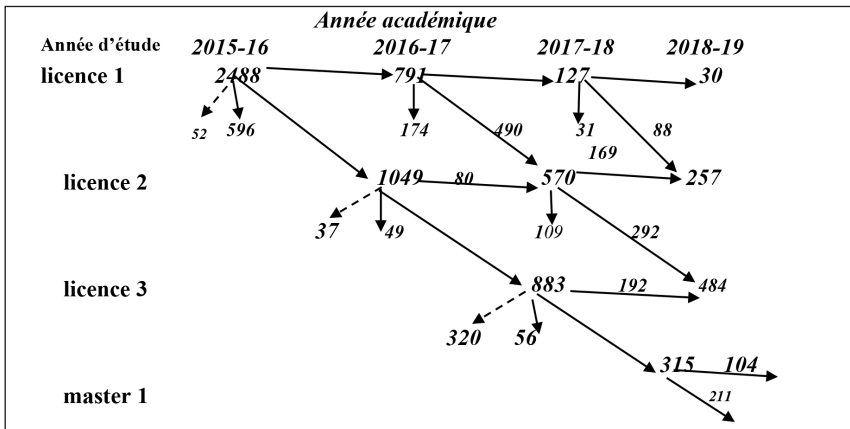 Année académique
Année d’étude 2015-16 2016-17 2017-18 2018-19
licence 1 2488 791 127 30
52 596 174 490 31 88
169
licence 2 1049 80 570 257
37 49 109 292
licence 3 883 192 484
320 56
315 104
master 1 211